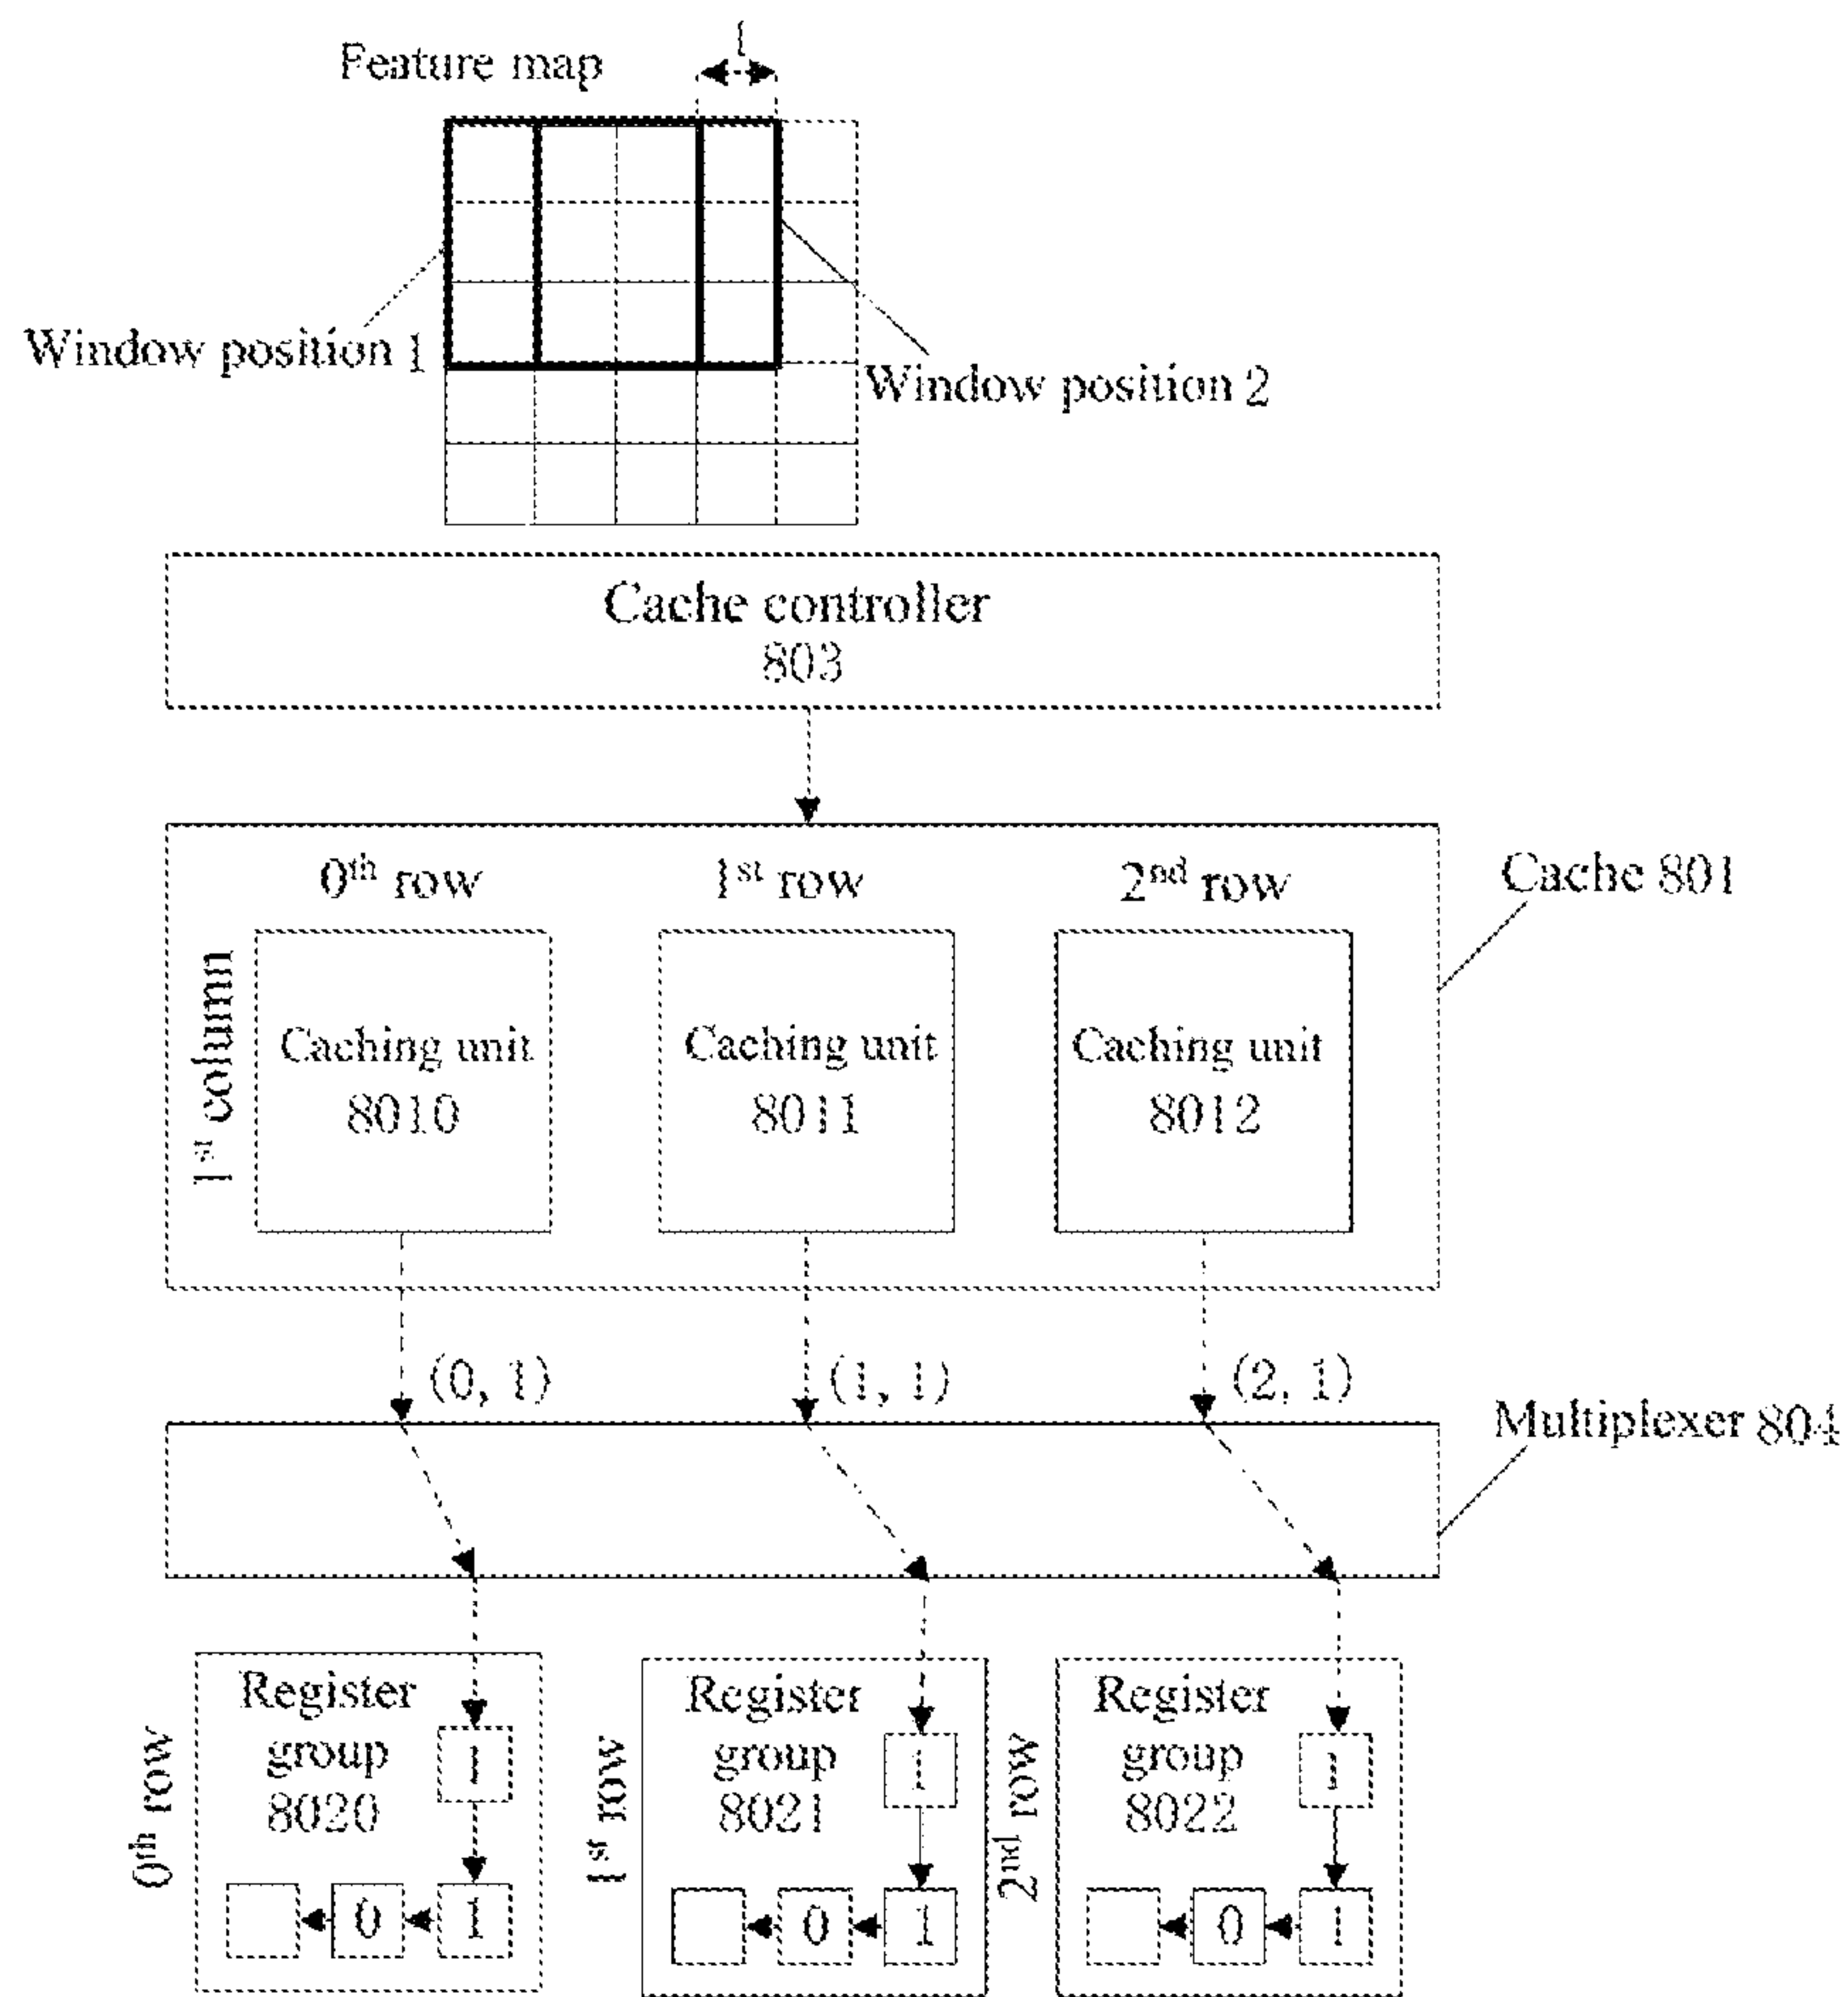 1
Feature map
Window position 1
Window position 2
Cache controller
803
0th row
1st row
2nd row
Cache 801
1st column
Caching unit
8010
Caching unit
8011
Caching unit
8012
(0, 1)
(1, 1)
(2, 1)
Multiplexer 804
0th row
Register
group
8020
1
0
1
1st row
Register
group
8021
1
0
1
2nd row
Register
group
8022
1
0
1